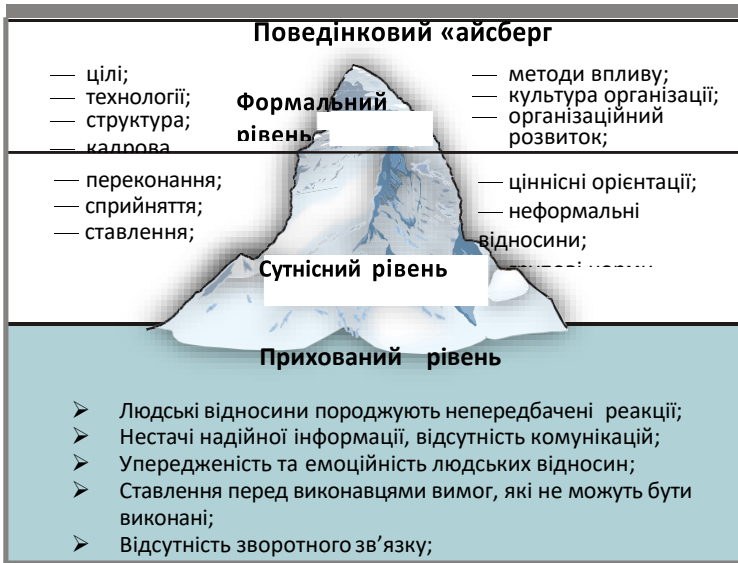 Поведінковий «айсберг
— цілі;
— технології;
— структура;
— кадрова
Формальний
рівень
— методи впливу;
— культура організації;
— організаційний
розвиток;
— переконання;
— сприйняття;
— ставлення;
— ціннісні орієнтації;
— неформальні
відносини;
Сутнісний рівень
Прихований рівень
➢ Людські відносини породжують непередбачені реакції;
➢ Нестачі надійної інформації, відсутність комунікацій;
➢ Упередженість та емоційність людських відносин;
➢ Ставлення перед виконавцями вимог, які не можуть бути
виконані;
➢ Відсутність зворотного зв’язку;